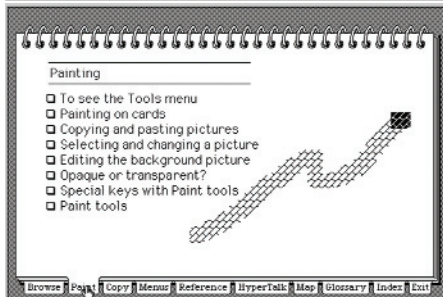 Painting
To see the Tools menu
Painting on cards
Copying and pasting pictures
Selecting and changing a picture
Editing the background picture
Opaque or transparent?
Special keys with Paint tools
Paint tools
Browse Paint Copy Menus Reference HyperTalk Map Glossary Index Exit